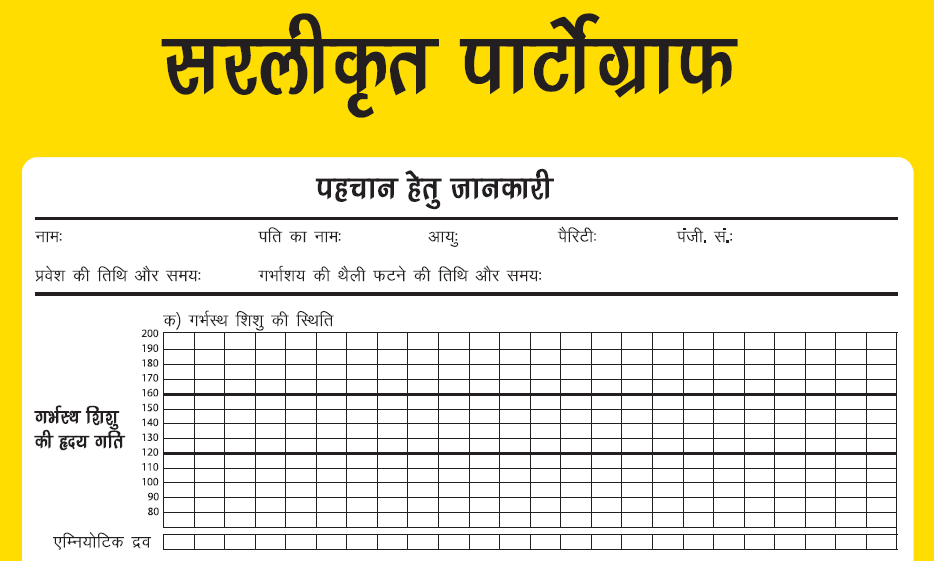 सरलीकृत पार्टोग्राफ
पहचान हेतु जानकारी
नामः पति का नामः आयुः पैरिटीः पंजी. सं.:
प्रवेश की तिथि और समयः गर्भाशय की थैली फटने की तिथि और समयः
क) गर्भस्थ शिशु की स्थिति
गर्भस्थ शिशु
की हृदय गति
200
190
180
170
160
150
140
130
120
110
100
90
80
एम्नियोटिक द्रव